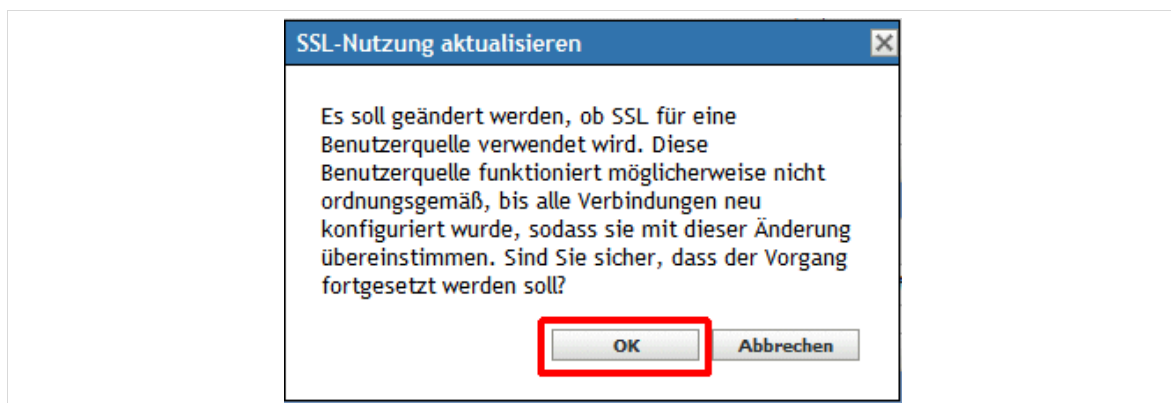 SSL-Nutzung aktualisieren
Es soll geändert werden, ob SSL für eine
Benutzerquelle verwendet wird. Diese
Benutzerquelle funktioniert möglicherweise nicht
ordnungsgemäß, bis alle Verbindungen neu
konfiguriert wurde, sodass sie mit dieser Änderung
übereinstimmen. Sind Sie sicher, dass der Vorgang
fortgesetzt werden soll?
OK Abbrechen